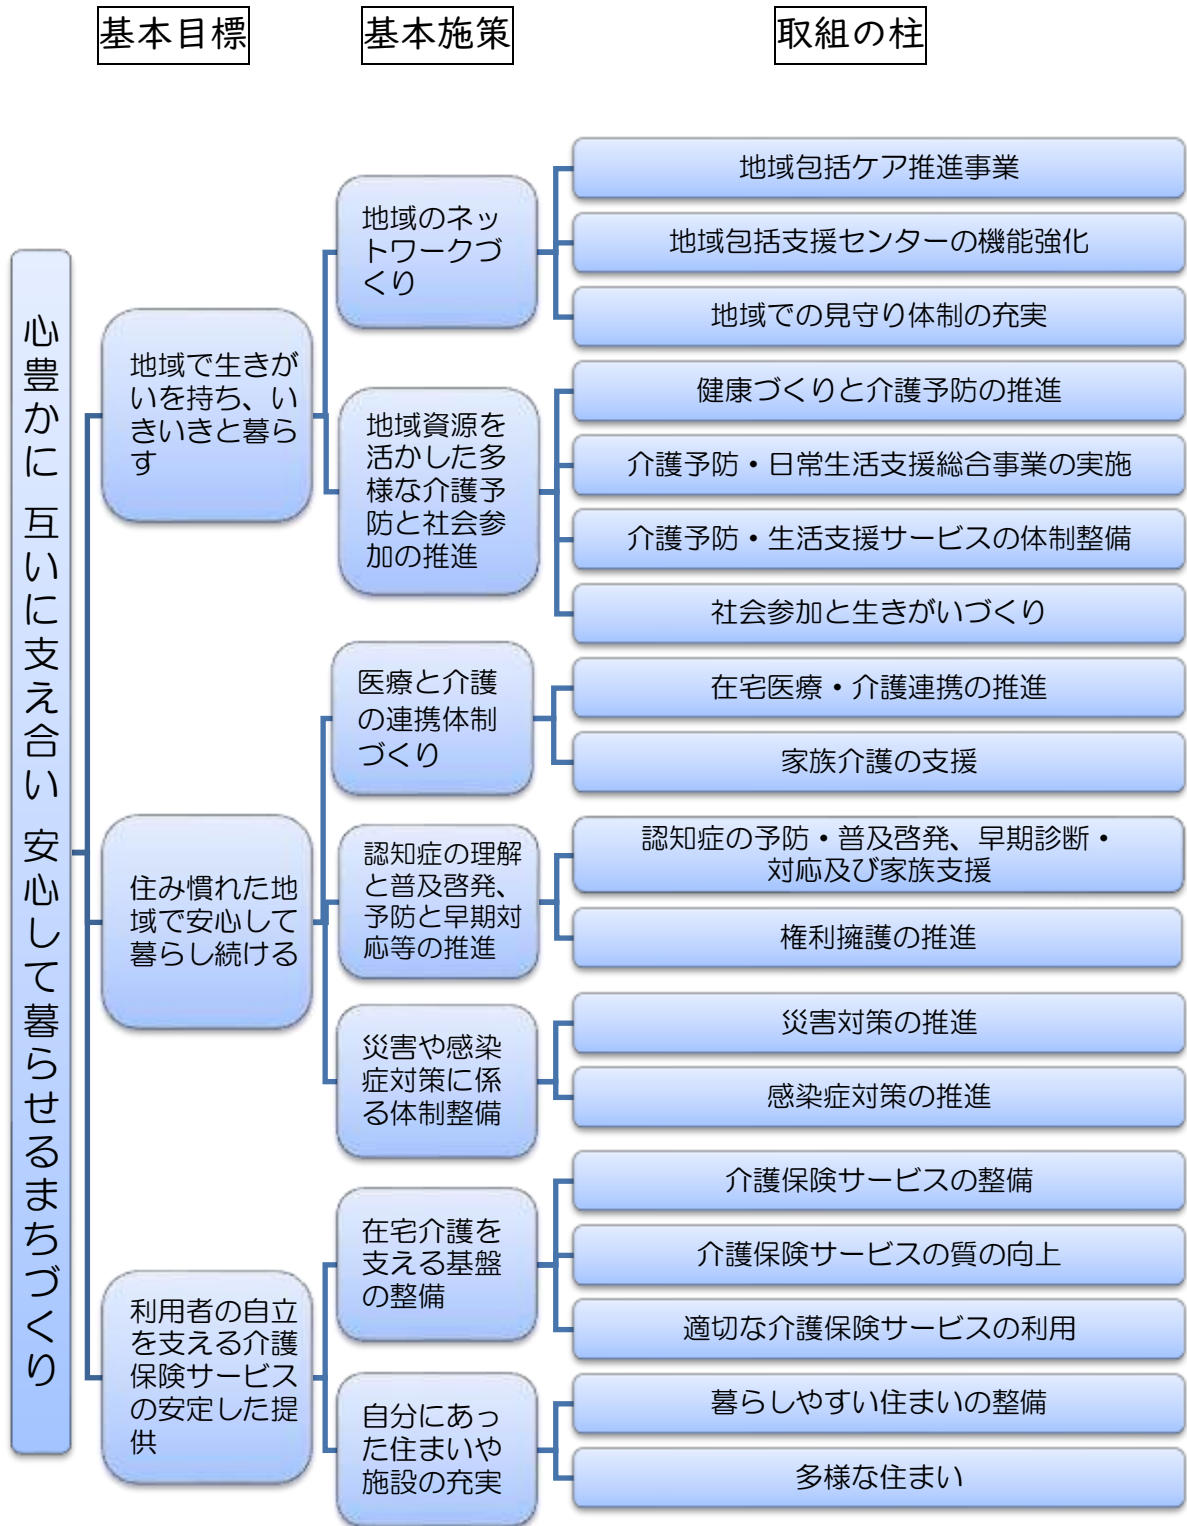 基本目標
基本施策
取組の柱
心豊かに 互いに支え合い 安心して暮らせるまちづくり
地域で生きが
いを持ち、い
きいきと暮ら
す
地域のネッ
トワークづ
くり
地域包括ケア推進事業
地域包括支援センターの機能強化
地域での見守り体制の充実
地域資源を
活かした多
様な介護予
防と社会参
加の推進
健康づくりと介護予防の推進
介護予防・日常生活支援総合事業の実施
介護予防・生活支援サービスの体制整備
社会参加と生きがいづくり
住み慣れた地
域で安心して
暮らし続ける
医療と介護
の連携体制
づくり
在宅医療・介護連携の推進
家族介護の支援
認知症の理解
と普及啓発、
予防と早期対
応等の推進
認知症の予防・普及啓発、早期診断・
対応及び家族支援
権利擁護の推進
災害や感染
症対策に係
る体制整備
災害対策の推進
感染症対策の推進
利用者の自立
を支える介護
保険サービス
の安定した提
供
在宅介護を
支える基盤
の整備
介護保険サービスの整備
介護保険サービスの質の向上
適切な介護保険サービスの利用
自分にあっ
た住まいや
施設の充実
暮らしやすい住まいの整備
多様な住まい